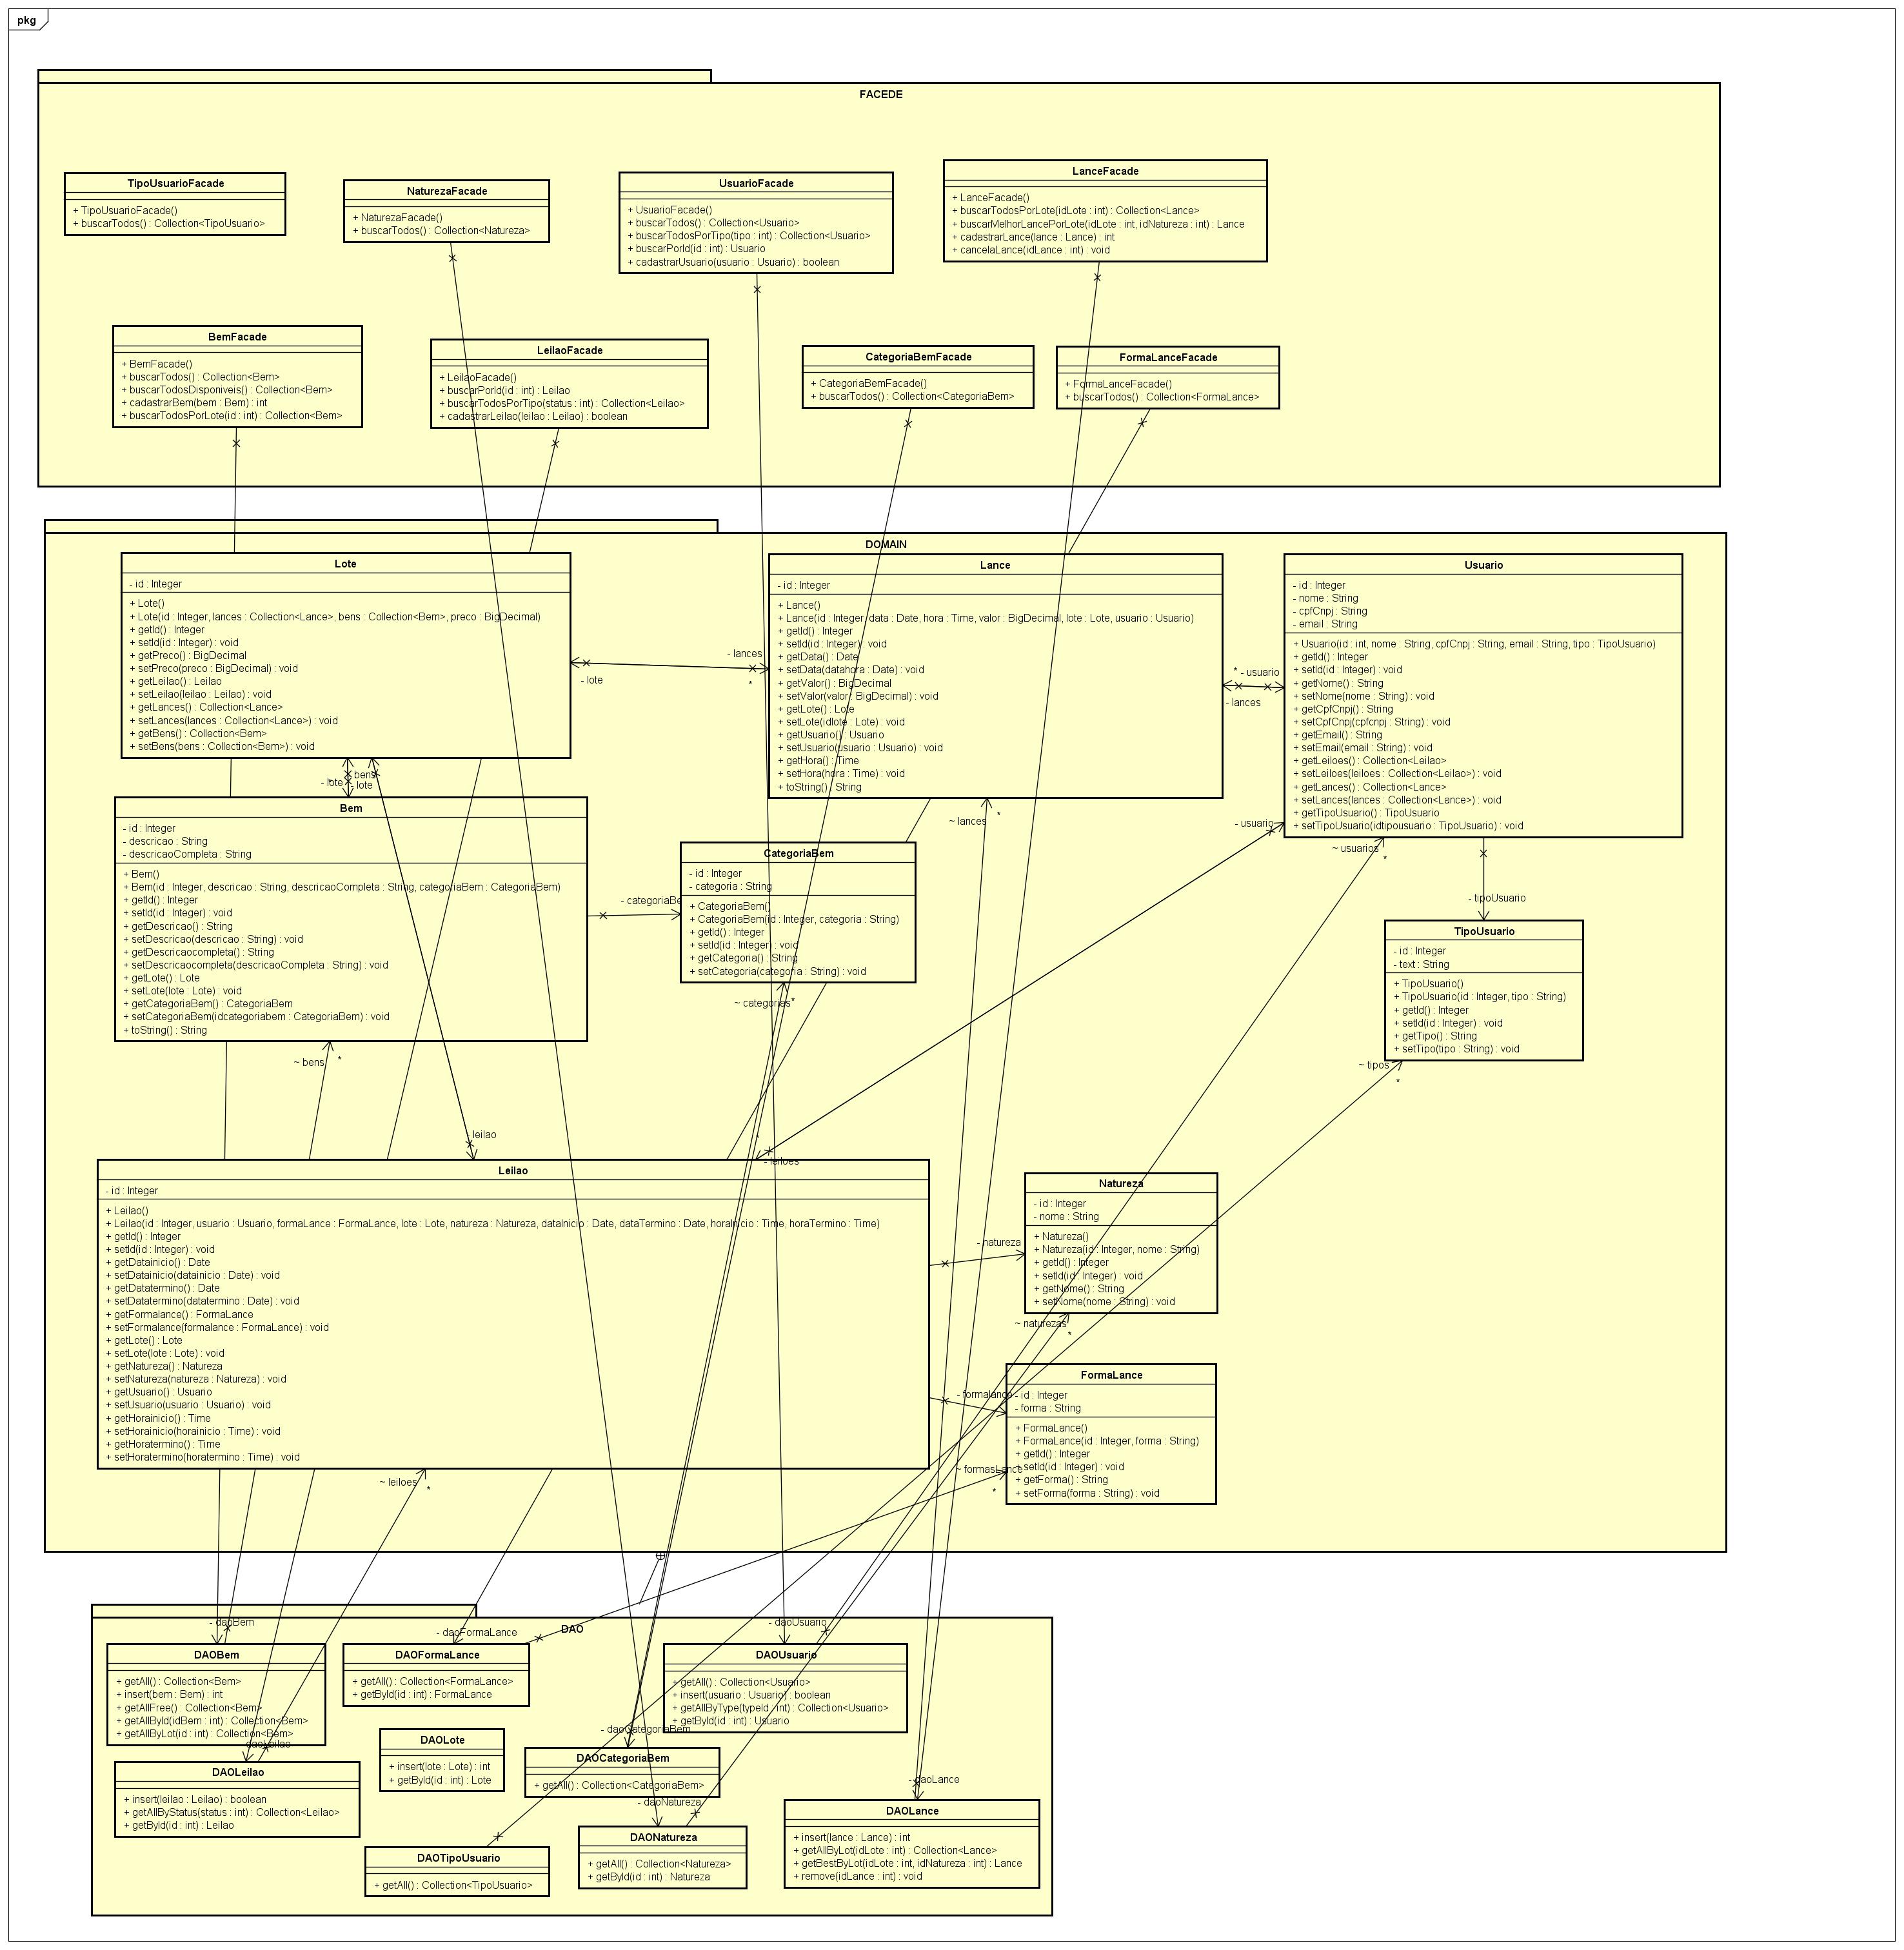 pkg
FACEDE
TipoUsuarioFacade
+ TipoUsuarioFacade()
+ buscarTodos() : Collection<TipoUsuario>
NaturezaFacade
+ NaturezaFacade()
+ buscarTodos() : Collection<Natureza>
UsuarioFacade
+ UsuarioFacade()
+ buscarTodos() : Collection<Usuario>
+ buscarTodosPorTipo(tipo : int) : Collection<Usuario>
+ buscarPorId(id : int) : Usuario
+ cadastrarUsuario(usuario : Usuario) : boolean
LanceFacade
+ LanceFacade()
+ buscarTodosPorLote(idLote : int) : Collection<Lance>
+ buscarMelhorLancePorLote(idLote : int, idNatureza : int) : Lance
+ cadastrarLance(lance : Lance) : int
+ cancelaLance(idLance : int) : void
BemFacade
+ BemFacade()
+ buscarTodos() : Collection<Bem>
+ buscarTodosDisponiveis() : Collection<Bem>
+ cadastrarBem(bem : Bem) : int
+ buscarTodosPorLote(id : int) : Collection<Bem>
LeilaoFacade
+ LeilaoFacade()
+ buscarPorId(id : int) : Leilao
+ buscarTodosPorTipo(status : int) : Collection<Leilao>
+ cadastrarLeilao(leilao : Leilao) : boolean
CategoriaBemFacade
+ CategoriaBemFacade()
+ buscarTodos() : Collection<CategoriaBem>
FormaLanceFacade
+ FormaLanceFacade()
+ buscarTodos() : Collection<FormaLance>
DOMAIN
Lote
- id : Integer
+ Lote()
+ Lote(id : Integer, lances : Collection<Lance>, bens : Collection<Bem>, preco : BigDecimal)
+ getId() : Integer
+ setId(id : Integer) : void
+ getPreco() : BigDecimal
+ setPreco(preco : BigDecimal) : void
+ getLeilao() : Leilao
+ setLeilao(leilao : Leilao) : void
+ getLances() : Collection<Lance>
+ setLances(lances : Collection<Lance>) : void
+ getBens() : Collection<Bem>
+ setBens(bens : Collection<Bem>) : void
- lances
*
- lote
Lance
- id : Integer
+ Lance()
+ Lance(id : Integer, data : Date, hora : Time, valor : BigDecimal, lote : Lote, usuario : Usuario)
+ getId() : Integer
+ setId(id : Integer) : void
+ getData() : Date
+ setData(datahora : Date) : void
+ getValor() : BigDecimal
+ setValor(valor : BigDecimal) : void
+ getLote() : Lote
+ setLote(idlote : Lote) : void
+ getUsuario() : Usuario
+ setUsuario(usuario : Usuario) : void
+ getHora() : Time
+ setHora(hora : Time) : void
+ toString() : String
* - usuario
- lances
Usuario
- id : Integer
- nome : String
- cpfCnpj : String
- email : String
+ Usuario(id : int, nome : String, cpfCnpj : String, email : String, tipo : TipoUsuario)
+ getId() : Integer
+ setId(id : Integer) : void
+ getNome() : String
+ setNome(nome : String) : void
+ getCpfCnpj() : String
+ setCpfCnpj(cpfcnpj : String) : void
+ getEmail() : String
+ setEmail(email : String) : void
+ getLeiloes() : Collection<Leilao>
+ setLeiloes(leiloes : Collection<Leilao>) : void
+ getLances() : Collection<Lance>
+ setLances(lances : Collection<Lance>) : void
+ getTipoUsuario() : TipoUsuario
+ setTipoUsuario(idtipousuario : TipoUsuario) : void
bens
- lote
- lote
~ lances
*
- usuario
~ usuarios
*
- tipoUsuario
Bem
- id : Integer
- descricao : String
- descricaoCompleta : String
+ Bem()
+ Bem(id : Integer, descricao : String, descricaoCompleta : String, categoriaBem : CategoriaBem)
+ getId() : Integer
+ setId(id : Integer) : void
+ getDescricao() : String
+ setDescricao(descricao : String) : void
+ getDescricaocompleta() : String
+ setDescricaocompleta(descricaoCompleta : String) : void
+ getLote() : Lote
+ setLote(lote : Lote) : void
+ getCategoriaBem() : CategoriaBem
+ setCategoriaBem(idcategoriabem : CategoriaBem) : void
+ toString() : String
- categoriaBe
CategoriaBem
- id : Integer
- categoria : String
+ CategoriaBem()
+ CategoriaBem(id : Integer, categoria : String)
+ getId() : Integer
+ setId(id : Integer) : void
+ getCategoria() : String
+ setCategoria(categoria : String) : void
~ categorias
*
TipoUsuario
- id : Integer
- text : String
+ TipoUsuario()
+ TipoUsuario(id : Integer, tipo : String)
+ getId() : Integer
+ setId(id : Integer) : void
+ getTipo() : String
+ setTipo(tipo : String) : void
~ tipos
*
~ bens
*
- leilao
*
- leiloes
Leilao
- id : Integer
+ Leilao()
+ Leilao(id : Integer, usuario : Usuario, formaLance : FormaLance, lote : Lote, natureza : Natureza, dataInicio : Date, dataTermino : Date, horaInicio : Time, horaTermino : Time)
+ getId() : Integer
+ setId(id : Integer) : void
+ getDatainicio() : Date
+ setDatainicio(datainicio : Date) : void
+ getDatatermino() : Date
+ setDatatermino(datatermino : Date) : void
+ getFormalance() : FormaLance
+ setFormalance(formalance : FormaLance) : void
+ getLote() : Lote
+ setLote(lote : Lote) : void
+ getNatureza() : Natureza
+ setNatureza(natureza : Natureza) : void
+ getUsuario() : Usuario
+ setUsuario(usuario : Usuario) : void
+ getHorainicio() : Time
+ setHorainicio(horainicio : Time) : void
+ getHoratermino() : Time
+ setHoratermino(horatermino : Time) : void
- natureza
Natureza
- id : Integer
- nome : String
+ Natureza()
+ Natureza(id : Integer, nome : String)
+ getId() : Integer
+ setId(id : Integer) : void
+ getNome() : String
+ setNome(nome : String) : void
~ naturezas
*
- formalance
FormaLance
- id : Integer
- forma : String
+ FormaLance()
+ FormaLance(id : Integer, forma : String)
+ getId() : Integer
+ setId(id : Integer) : void
+ getForma() : String
+ setForma(forma : String) : void
~ formasLance
*
~ leiloes
*
DAO
- daoBem
- daoFormaLance
- daoUsuario
DAOBem
+ getAll() : Collection<Bem>
+ insert(bem : Bem) : int
+ getAllFree() : Collection<Bem>
+ getAllById(idBem : int) : Collection<Bem>
+ getAllByLot(id : int) : Collection<Bem>
DAOFormaLance
+ getAll() : Collection<FormaLance>
+ getById(id : int) : FormaLance
DAOUsuario
+ getAll() : Collection<Usuario>
+ insert(usuario : Usuario) : boolean
+ getAllByType(typeId : int) : Collection<Usuario>
+ getById(id : int) : Usuario
- daoLeilao
DAOLeilao
+ insert(leilao : Leilao) : boolean
+ getAllByStatus(status : int) : Collection<Leilao>
+ getById(id : int) : Leilao
DAOLote
+ insert(lote : Lote) : int
+ getById(id : int) : Lote
- daoCategoriaBem
DAOCategoriaBem
+ getAll() : Collection<CategoriaBem>
- daoNatureza
DAONatureza
+ getAll() : Collection<Natureza>
+ getById(id : int) : Natureza
- daoLance
DAOLance
+ insert(lance : Lance) : int
+ getAllByLot(idLote : int) : Collection<Lance>
+ getBestByLot(idLote : int, idNatureza : int) : Lance
+ remove(idLance : int) : void
DAOTipoUsuario
+ getAll() : Collection<TipoUsuario>